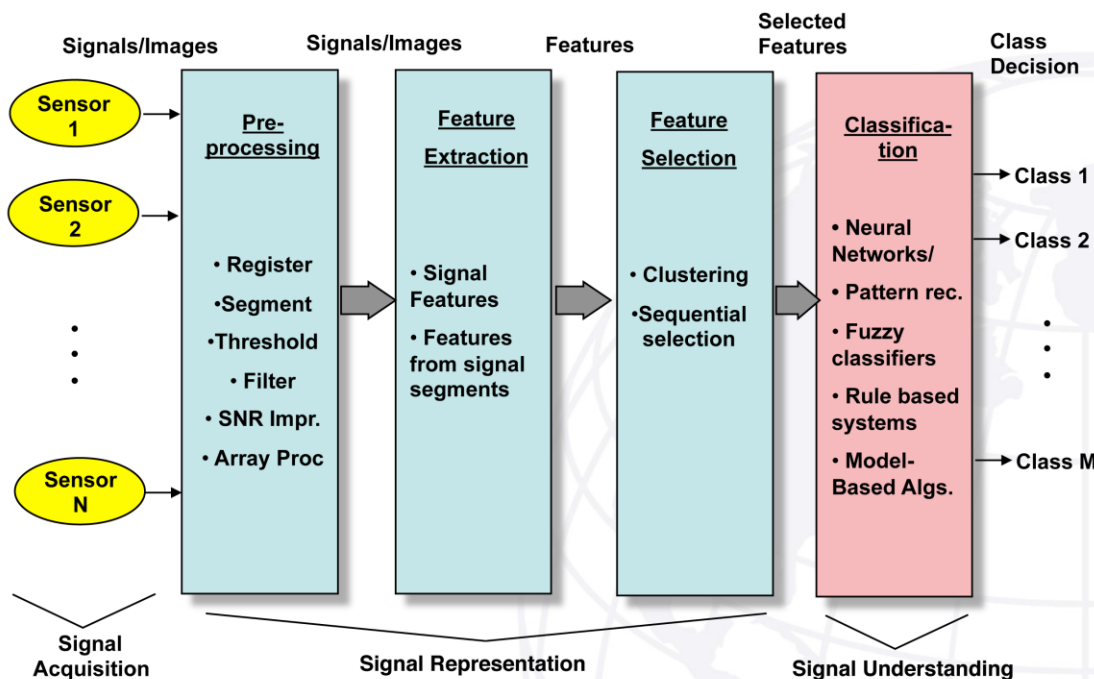 Signals/Images
Signals/Images
Features
Selected
Features
Class
Decision
Sensor
1
Sensor
2
Sensor
N
Pre-
processing
• Register
•Segment
•Threshold
• Filter
• SNR Impr.
• Array Proc
Feature
Extraction
• Signal
Features
• Features
from signal
segments
Feature
Selection
• Clustering
•Sequential
selection
Classifica-
tion
• Neural
Networks/
• Pattern rec.
• Fuzzy
classifiers
• Rule based
systems
• Model-
Based Algs.
Class 1
Class 2
Class M
Signal
Acquisition
Signal Representation
Signal Understanding